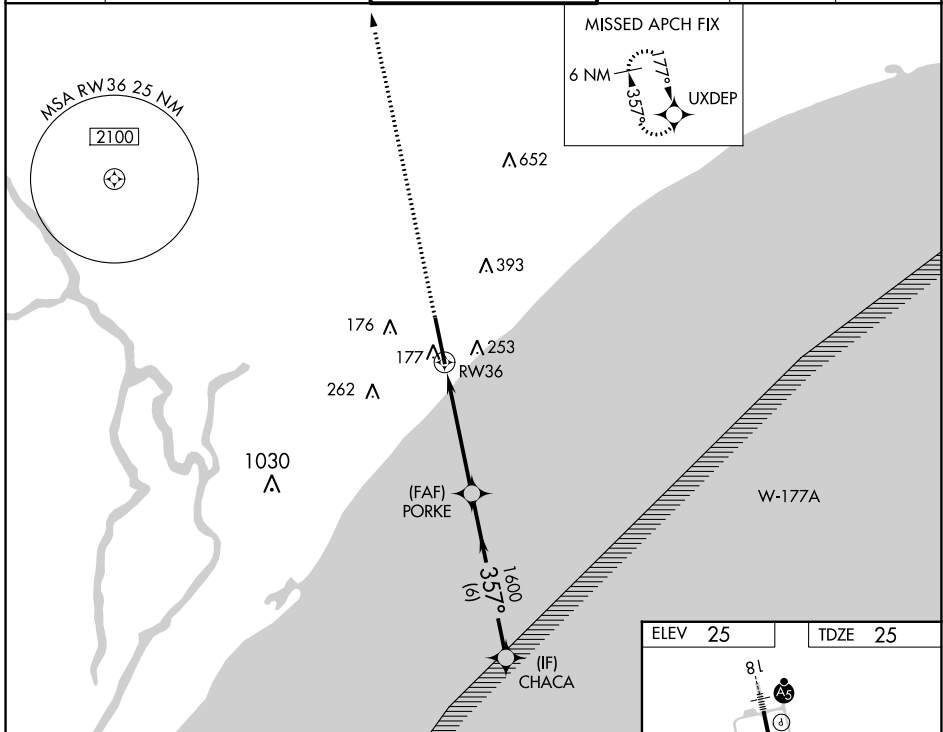 MISSED APCH FIX
6 NM
177°
357°
UXDEP
MSA RW36 25 NM
2100
652
393
176
177
253
RW36
262
1030
(FAF)
PORKE
W-177A
1600
357°
(6)
(IF)
CHACA
ELEV 25
TDZE 25
18
A5
P